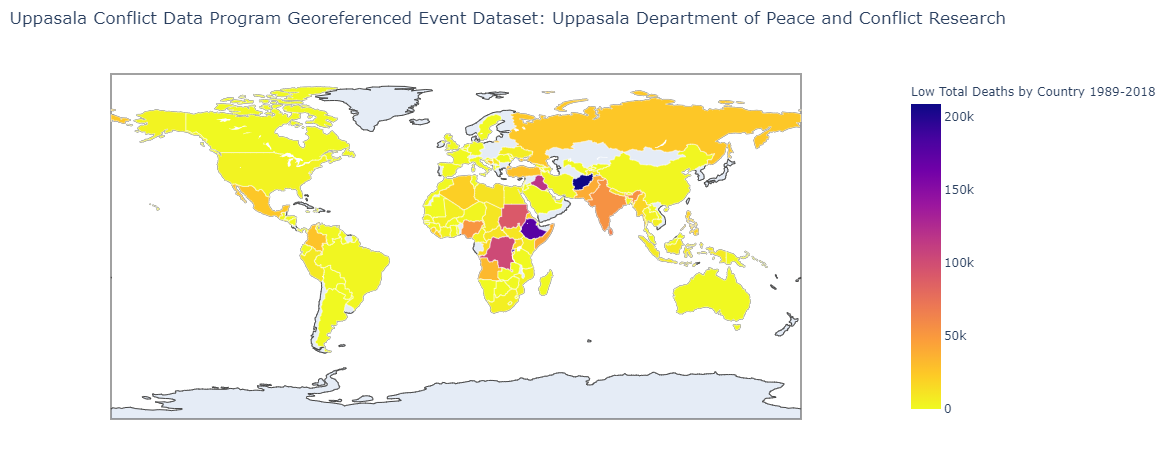 Uppasala Conflict Data Program Georeferenced Event Dataset: Uppasala Department of Peace and Conflict Research
Low Total Deaths by Country 1989-2018
200k
150k
100k
50k
0